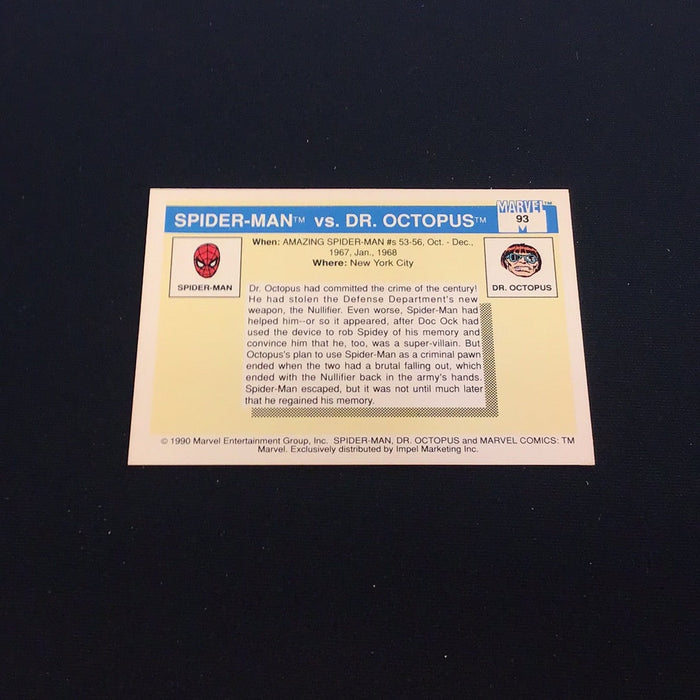 MARVEL™
SPIDER-MAN™ vs. DR. OCTOPUS™
93
M
When: AMAZING SPIDER-MAN #s 53-56, Oct. - Dec.,
1967, Jan., 1968
Where: New York City
SPIDER-MAN
DR. OCTOPUS
Dr. Octopus had committed the crime of the century!
He had stolen the Defense Department's new
weapon, the Nullifier. Even worse, Spider-Man had
helped him--or so it appeared, after Doc Ock had
used the device to rob Spidey of his memory and
convince him that he, too, was a super-villain. But
Octopus's plan to use Spider-Man as a criminal pawn
ended when the two had a brutal falling out, which
ended with the Nullifier back in the army's hands.
Spider-Man escaped, but it was not until much later
that he regained his memory.
© 1990 Marvel Entertainment Group, Inc. SPIDER-MAN, DR. OCTOPUS and MARVEL COMICS: TM
Marvel. Exclusively distributed by Impel Marketing Inc.